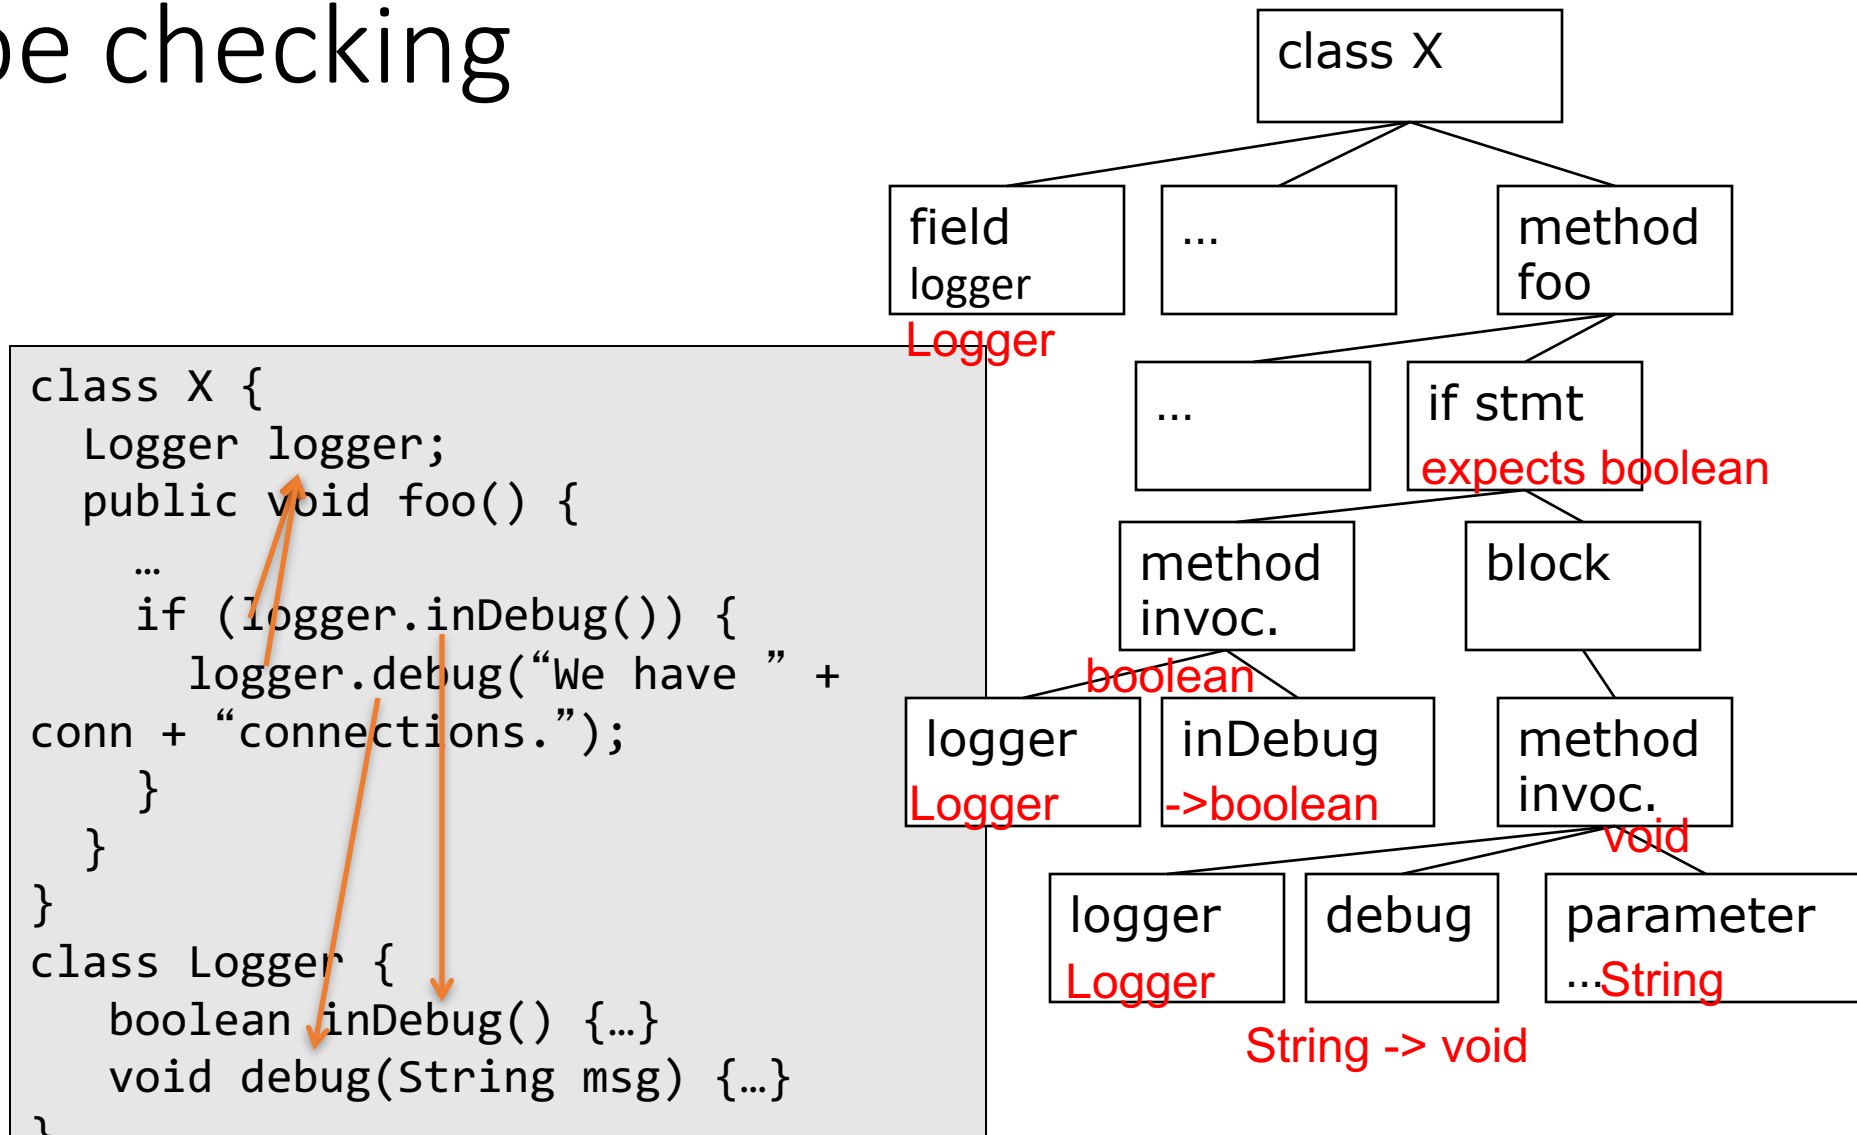 pe checking
class X {
Logger logger;
public void foo() {
…
if (logger.inDebug()) {
logger.debug(“We have ” +
conn + “connections.”);
}
}
}
class Logger {
boolean inDebug() {…}
void debug(String msg) {…}
}
class X
field
logger
Logger
...
method
foo
...
if stmt
expects boolean
method
invoc.
boolean
block
logger
Logger
inDebug
->boolean
method
invoc.
void
logger
Logger
debug
String -> void
parameter
...String